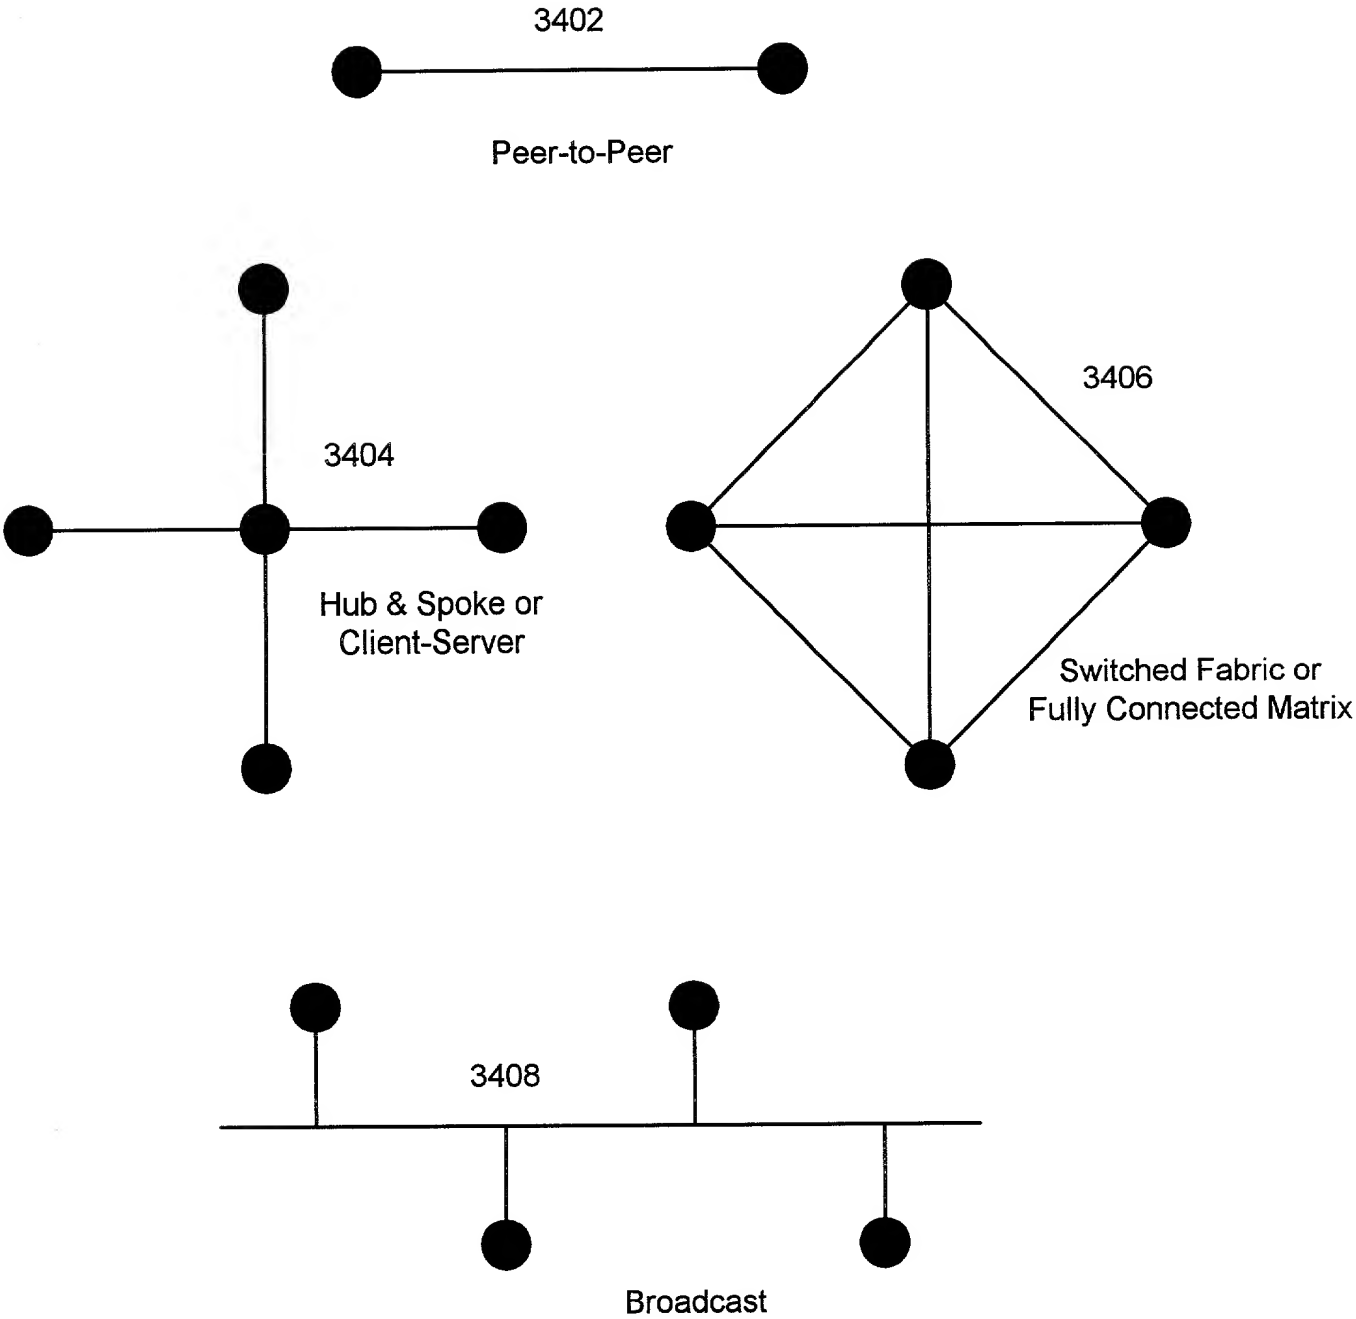 3402
Peer-to-Peer
3404
Hub & Spoke or
Client-Server
3406
Switched Fabric or
Fully Connected Matrix
3408
Broadcast